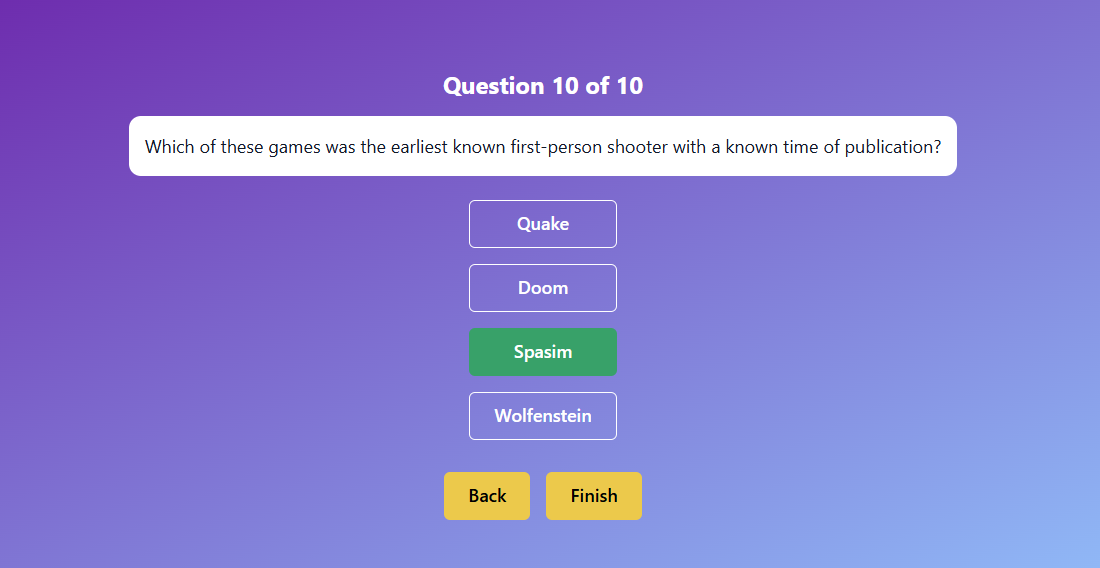 Question 10 of 10
Which of these games was the earliest known first-person shooter with a known time of publication?
Quake
Doom
Spasim
Wolfenstein
Back
Finish